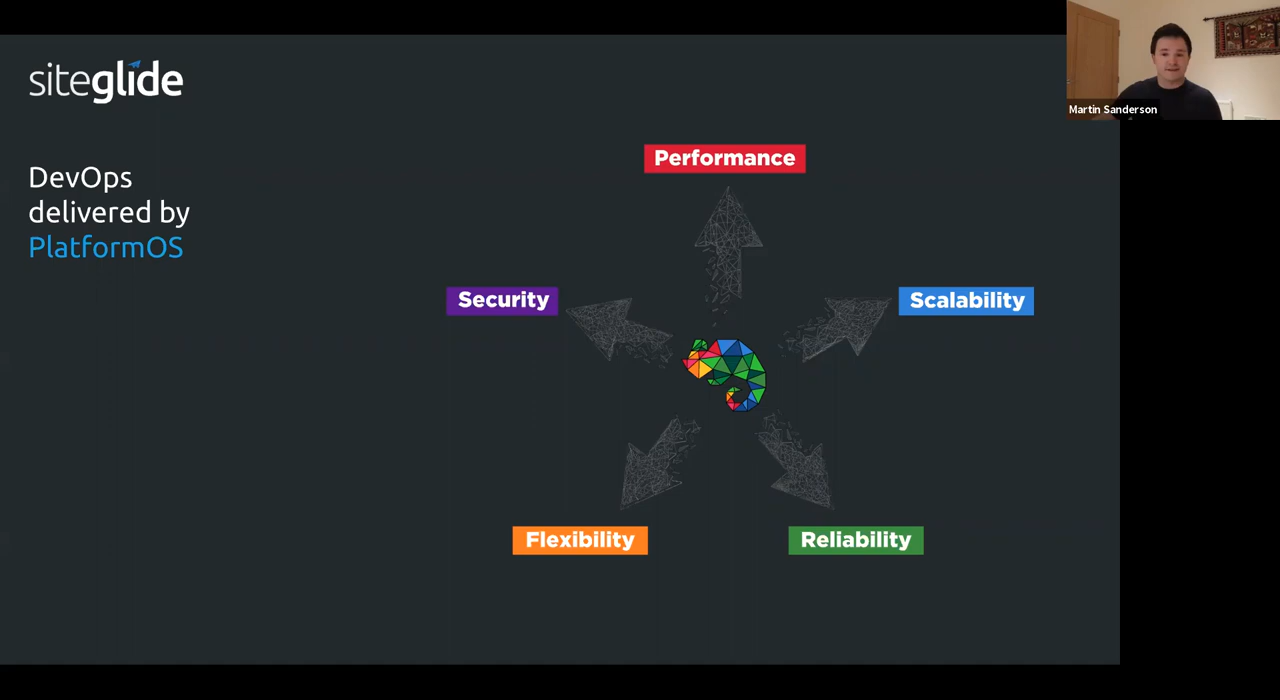 siteglide
Martin Sanderson
DevOps
delivered by
PlatformOS
Performance
Security
Scalability
Flexibility
Reliability